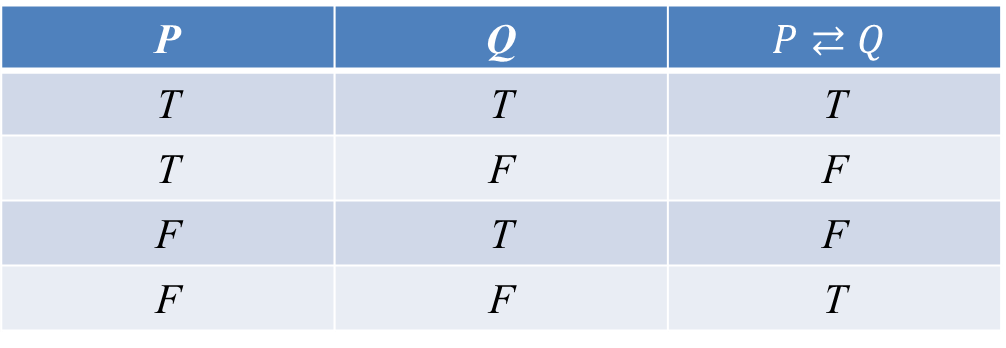 P Q P ⇄ Q
T T T
T F F
F T F
F F T